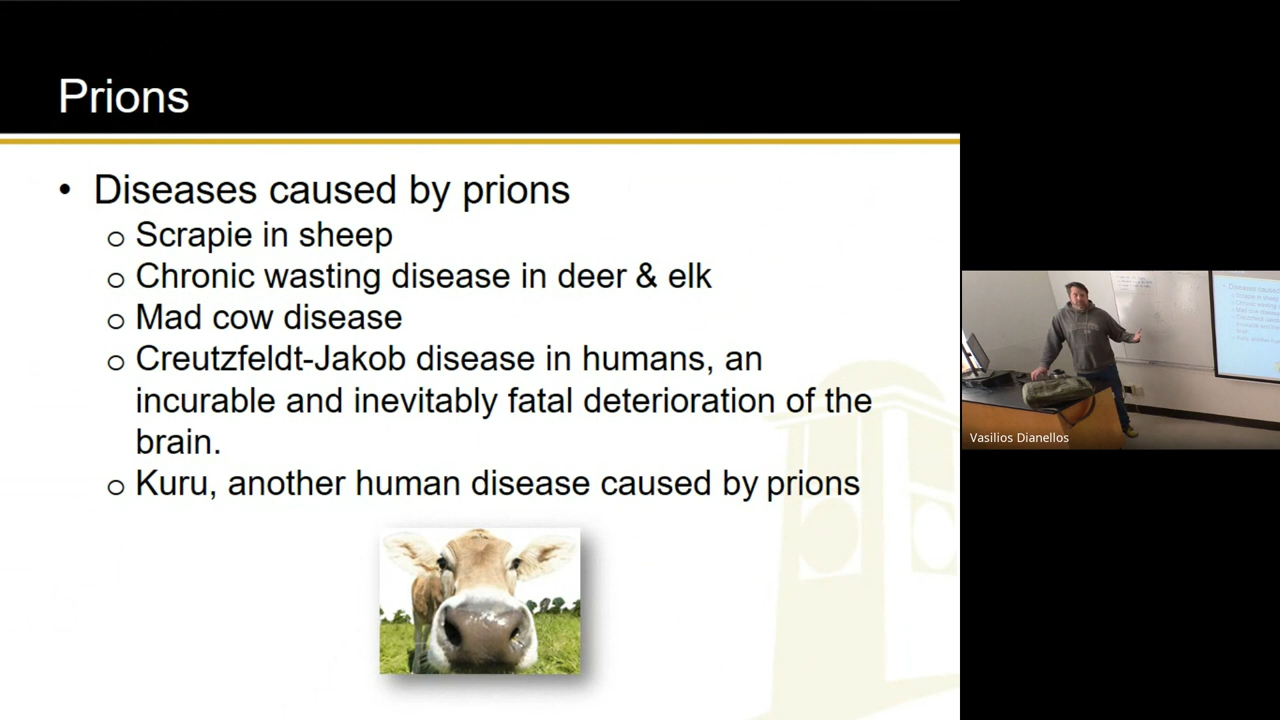 Prions
• Diseases caused by prions
o Scrapie in sheep
o Chronic wasting disease in deer & elk
o Mad cow disease
o Creutzfeldt-Jakob disease in humans, an
incurable and inevitably fatal deterioration of the
brain.
o Kuru, another human disease caused by prions
Vasilios Dianellos